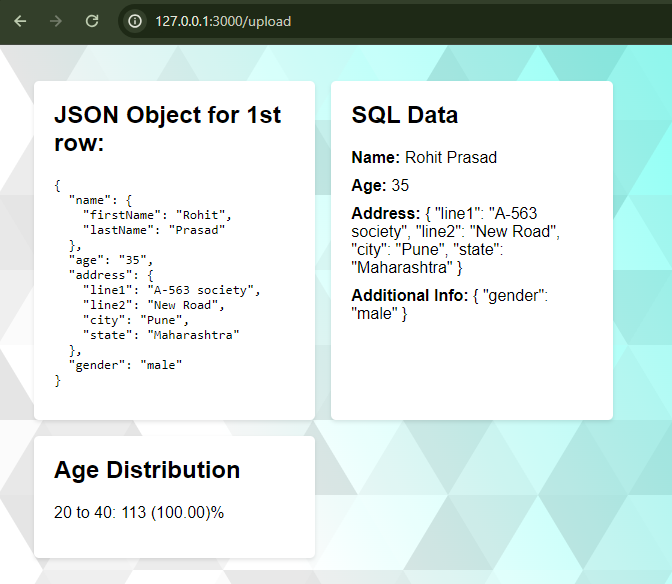 127.0.0.1:3000/upload
JSON Object for 1st
row:
{
  "name": {
    "firstName": "Rohit",
    "lastName": "Prasad"
  },
  "age": "35",
  "address": {
    "line1": "A-563 society",
    "line2": "New Road",
    "city": "Pune",
    "state": "Maharashtra"
  },
  "gender": "male"
}
SQL Data
Name: Rohit Prasad
Age: 35
Address: { "line1": "A-563
society", "line2": "New Road",
"city": "Pune", "state":
"Maharashtra" }
Additional Info: { "gender":
"male" }
Age Distribution
20 to 40: 113 (100.00)%